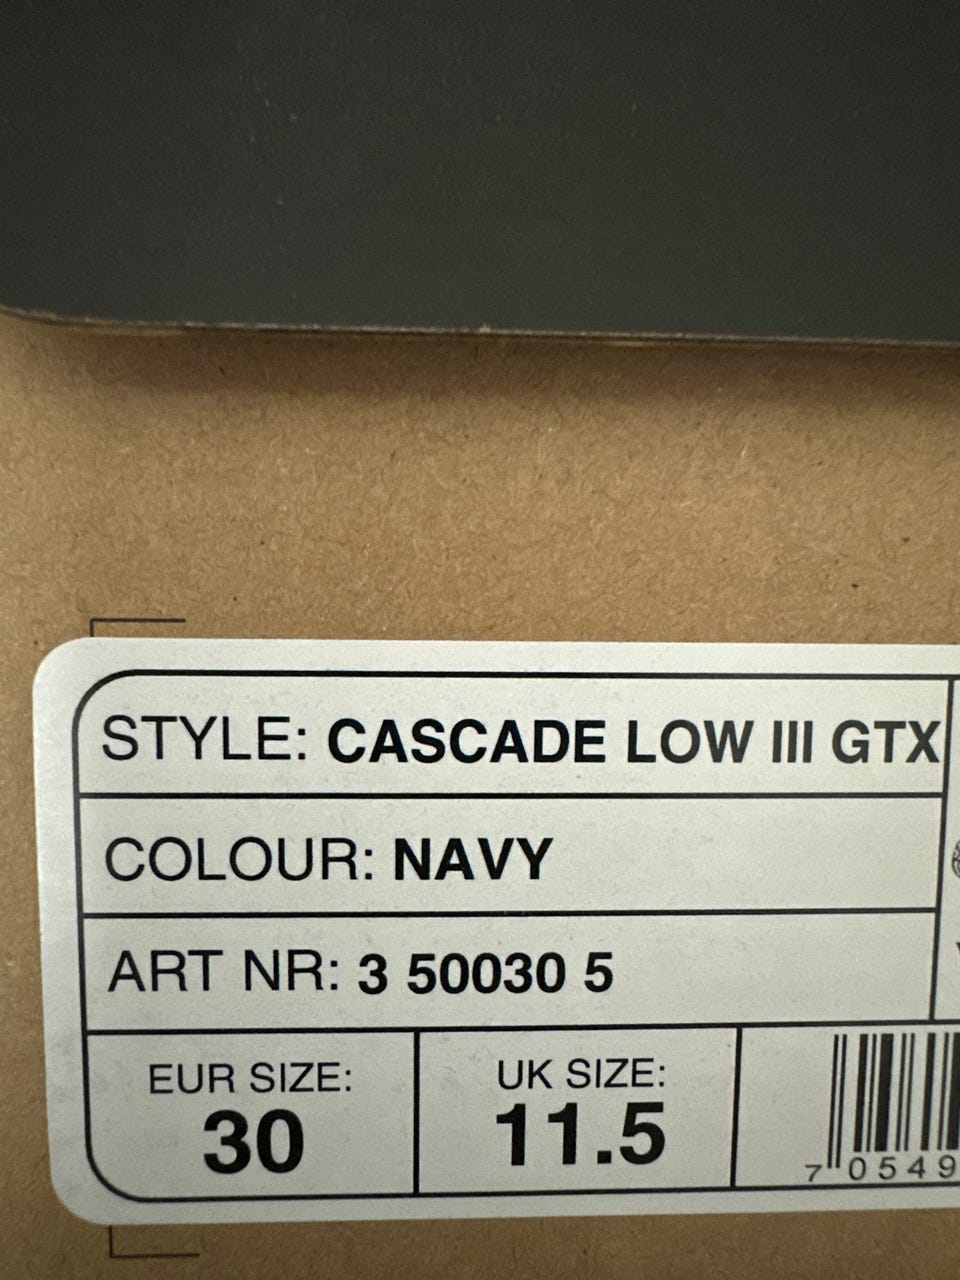 STYLE: CASCADE LOW III GTX
COLOUR: NAVY
ART NR: 3 50030 5
EUR SIZE:
30
UK SIZE:
11.5
7 0549